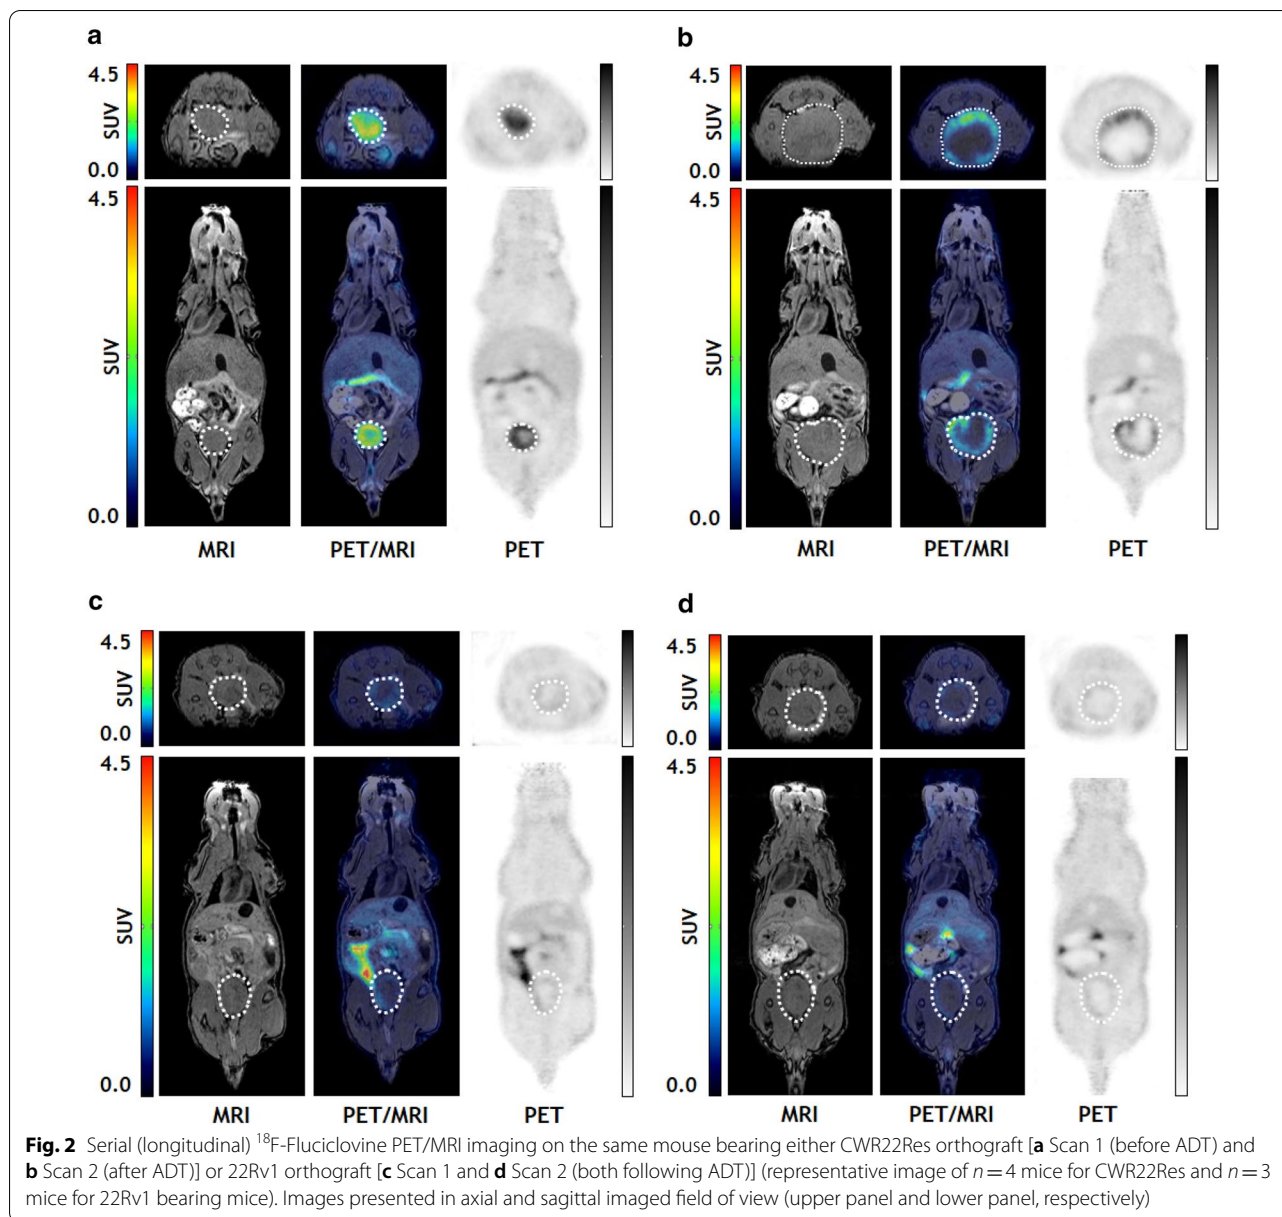 a
b
4.5
SUV
0.0
4.5
SUV
0.0
4.5
SUV
0.0
MRI
PET/MRI
PET
4.5
SUV
0.0
MRI
PET/MRI
PET
c
d
4.5
SUV
0.0
4.5
SUV
0.0
4.5
SUV
0.0
MRI
PET/MRI
PET
4.5
SUV
0.0
MRI
PET/MRI
PET
Fig. 2 Serial (longitudinal) ¹⁸F-Fluciclovine PET/MRI imaging on the same mouse bearing either CWR22Res orthograft [a Scan 1 (before ADT) and
b Scan 2 (after ADT)] or 22Rv1 orthograft [c Scan 1 and d Scan 2 (both following ADT)] (representative image of n = 4 mice for CWR22Res and n = 3
mice for 22Rv1 bearing mice). Images presented in axial and sagittal imaged field of view (upper panel and lower panel, respectively)